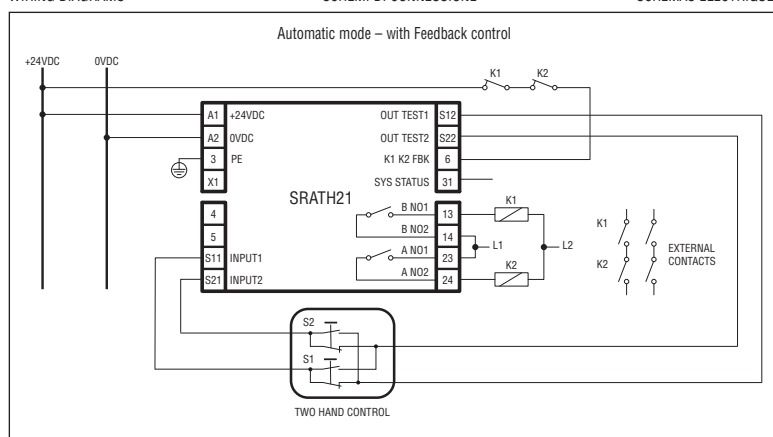 WIRING DIAGRAMS SCHEMI DI CONNESSIONE SCHÉMAS ÉLECTRIQUE
Automatic mode – with Feedback control
+24VDC 0VDC
K1 K2
A1 +24VDC OUT TEST1 S12
A2 0VDC OUT TEST2 S22
3 PE K1 K2 FBK 6
X1 SYS STATUS 31
SRATH21
4 B NO1 13 K1
5 B NO2 14 L1 L2
S11 INPUT1 A NO1 23
S21 INPUT2 A NO2 24 K2
K1
K2
EXTERNAL
CONTACTS
S2
S1
TWO HAND CONTROL